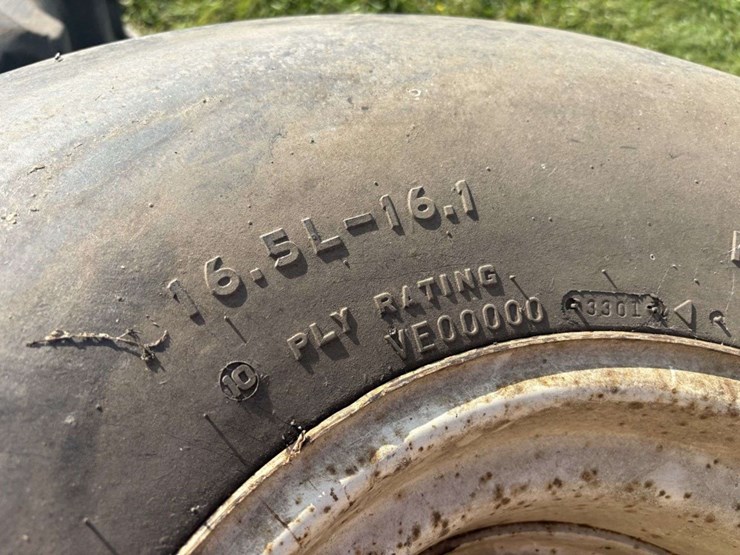 16.5L-16.1
10 PLY RATING
VE00000 3301